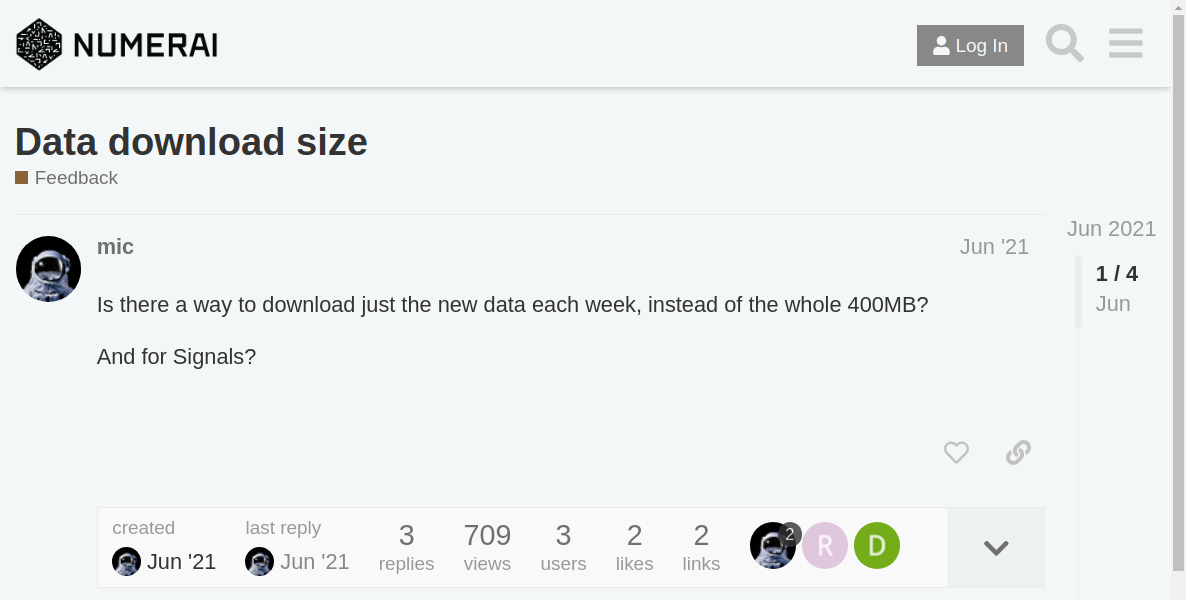 NUMERAI
Log In
Data download size
Feedback
mic
Jun '21
Jun 2021
1 / 4
Jun
Is there a way to download just the new data each week, instead of the whole 400MB?
And for Signals?
created
last reply
Jun '21
Jun '21
3
replies
709
views
3
users
2
likes
2
links
2
R
D